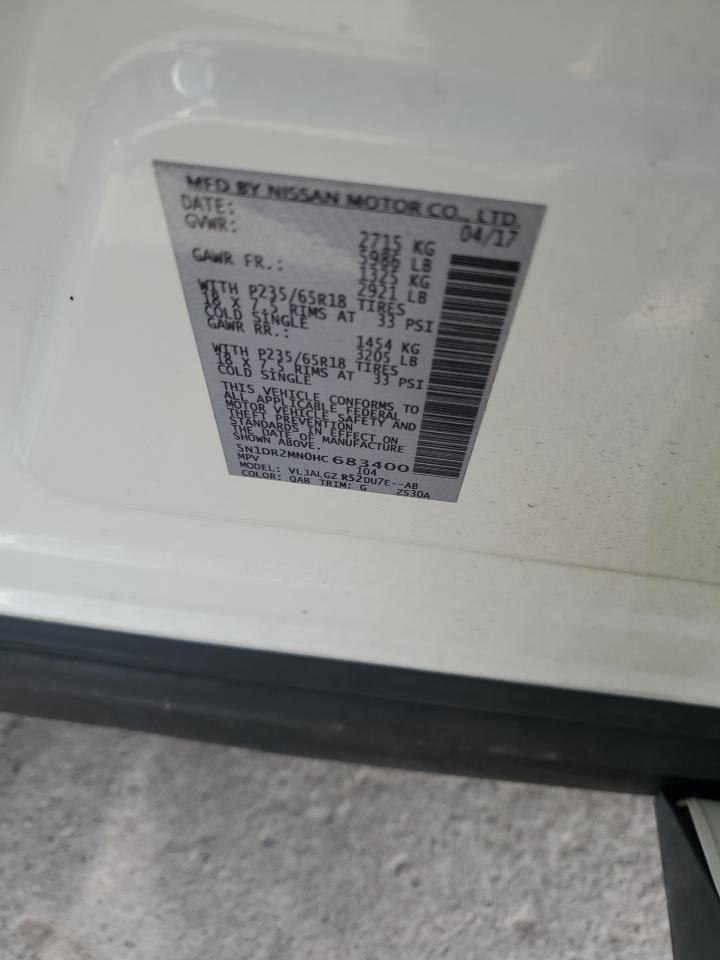 MFD BY NISSAN MOTOR CO., LTD.
DATE: 04/17
GVWR: 2715 KG
5986 LB
GAWR FR.: 1325 KG
2921 LB
WITH P235/65R18 TIRES
18 X 7.5 RIMS AT 33 PSI
COLD SINGLE
GAWR RR.: 1454 KG
3205 LB
WITH P235/65R18 TIRES
18 X 7.5 RIMS AT 33 PSI
COLD SINGLE
THIS VEHICLE CONFORMS TO
ALL APPLICABLE FEDERAL
MOTOR VEHICLE SAFETY AND
THEFT PREVENTION
STANDARDS IN EFFECT ON
THE DATE OF MANUFACTURE
SHOWN ABOVE.
5N1DR2MN0HC683400
MPV 104
MODEL: VLJALGZ R52DU7E--AB
COLOR: QAB TRIM: G ZS30A